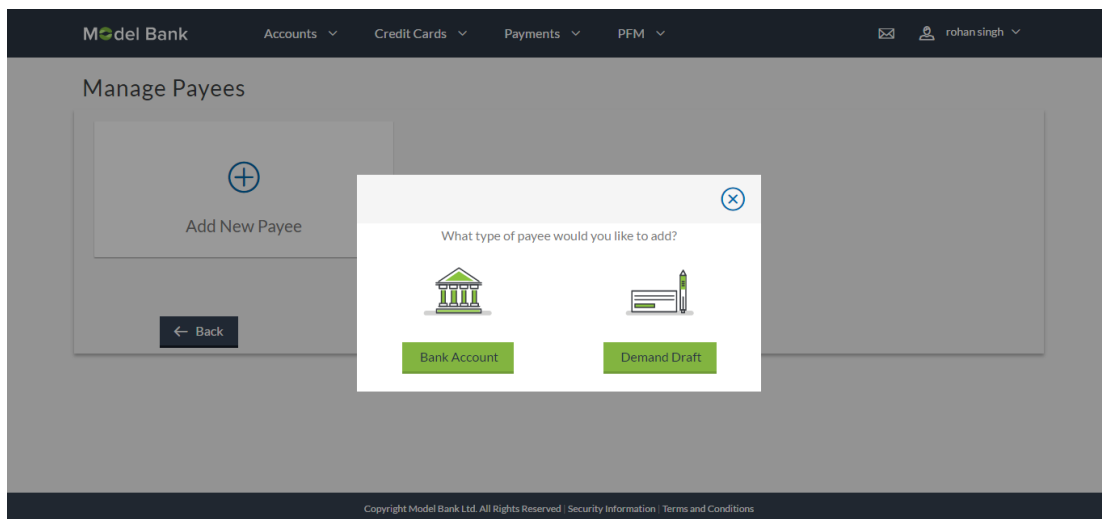 Model Bank Accounts Credit Cards Payments PFM rohan singh
Manage Payees
Add New Payee
What type of payee would you like to add?
Bank Account Demand Draft
← Back
Copyright Model Bank Ltd. All Rights Reserved | Security Information | Terms and Conditions